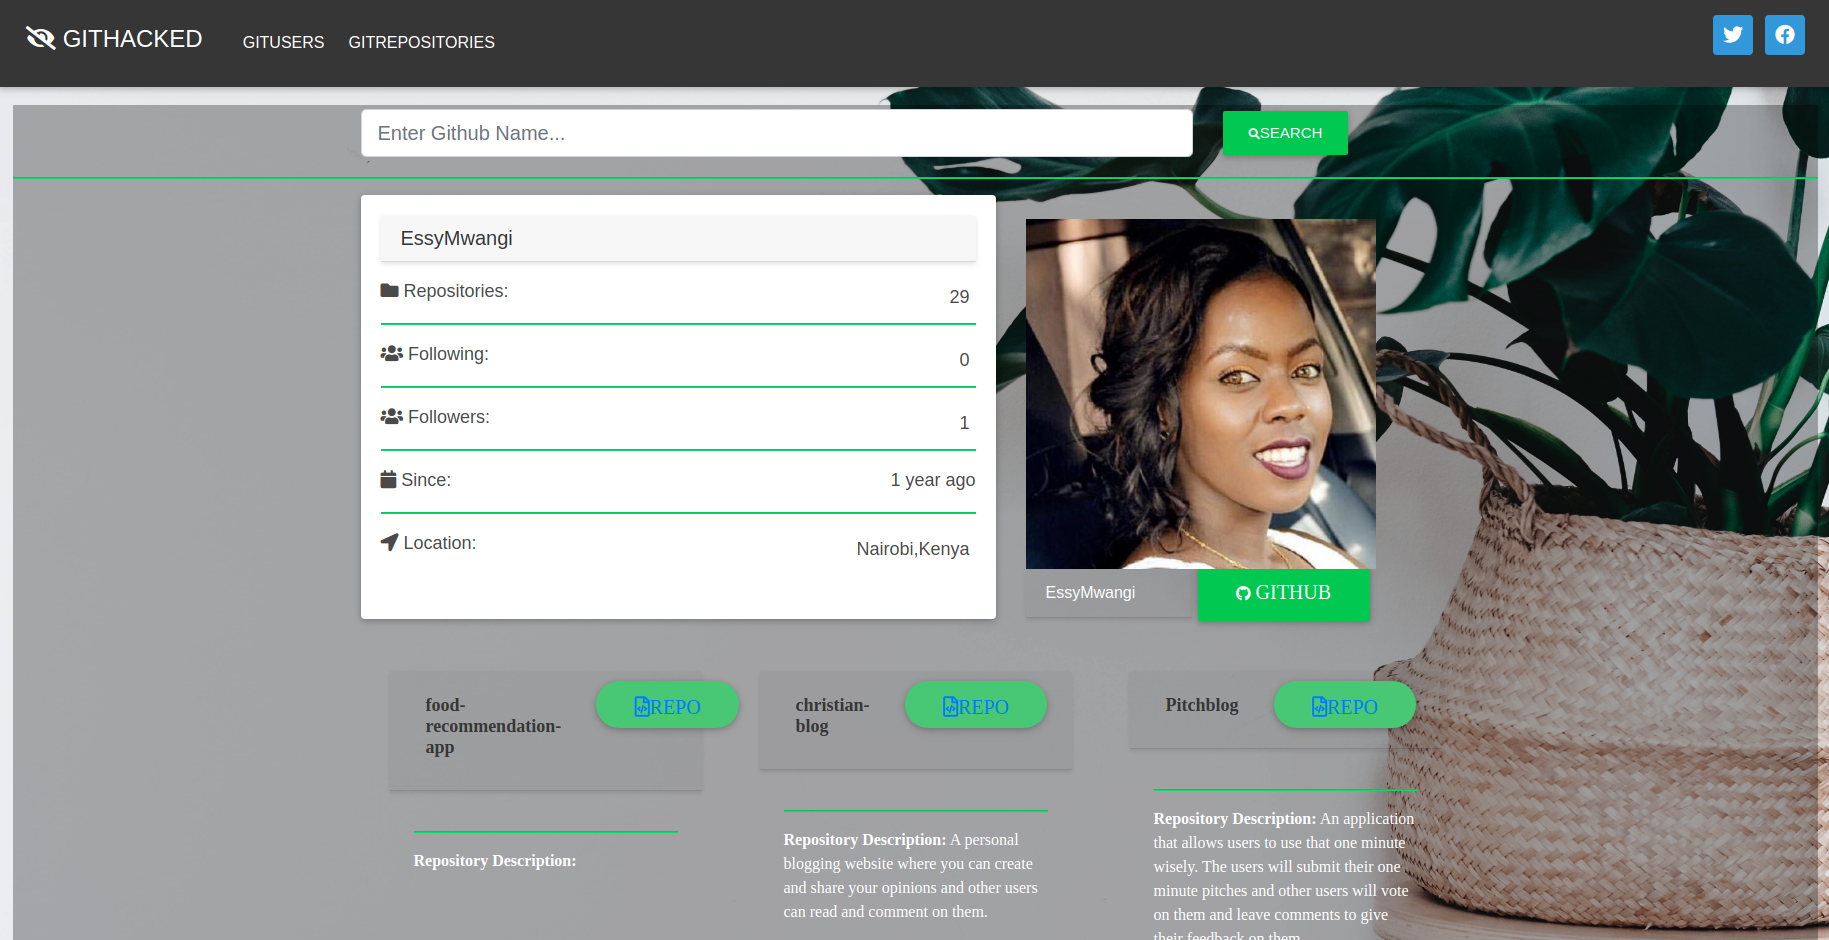 GITHACKED GITUSERS GITREPOSITORIES
Enter Github Name...
SEARCH
EssyMwangi
Repositories: 29
Following: 0
Followers: 1
Since: 1 year ago
Location: Nairobi,Kenya
EssyMwangi GITHUB
food-
recommendation-
app
REPO
Repository Description:
christian-
blog
REPO
Repository Description: A personal
blogging website where you can create
and share your opinions and other users
can read and comment on them.
Pitchblog
REPO
Repository Description: An application
that allows users to use that one minute
wisely. The users will submit their one
minute pitches and other users will vote
on them and leave comments to give
their feedback on them.